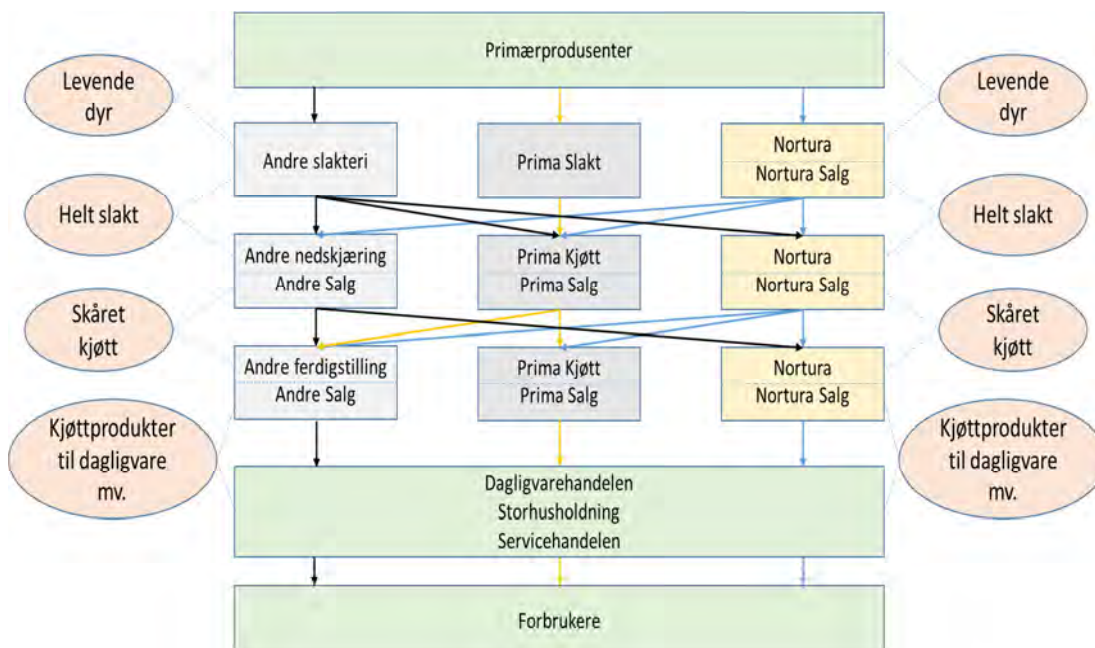 Primærprodusenter
Levende
dyr
Levende
dyr
Andre slakteri
Prima Slakt
Nortura
Nortura Salg
Helt slakt
Helt slakt
Andre nedskjæring
Andre Salg
Prima Kjøtt
Prima Salg
Nortura
Nortura Salg
Skåret
kjøtt
Skåret
kjøtt
Andre ferdigstilling
Andre Salg
Prima Kjøtt
Prima Salg
Nortura
Nortura Salg
Kjøttprodukter
til dagligvare
mv.
Kjøttprodukter
til dagligvare
mv.
Dagligvarehandelen
Storhusholdning
Servicehandelen
Forbrukere